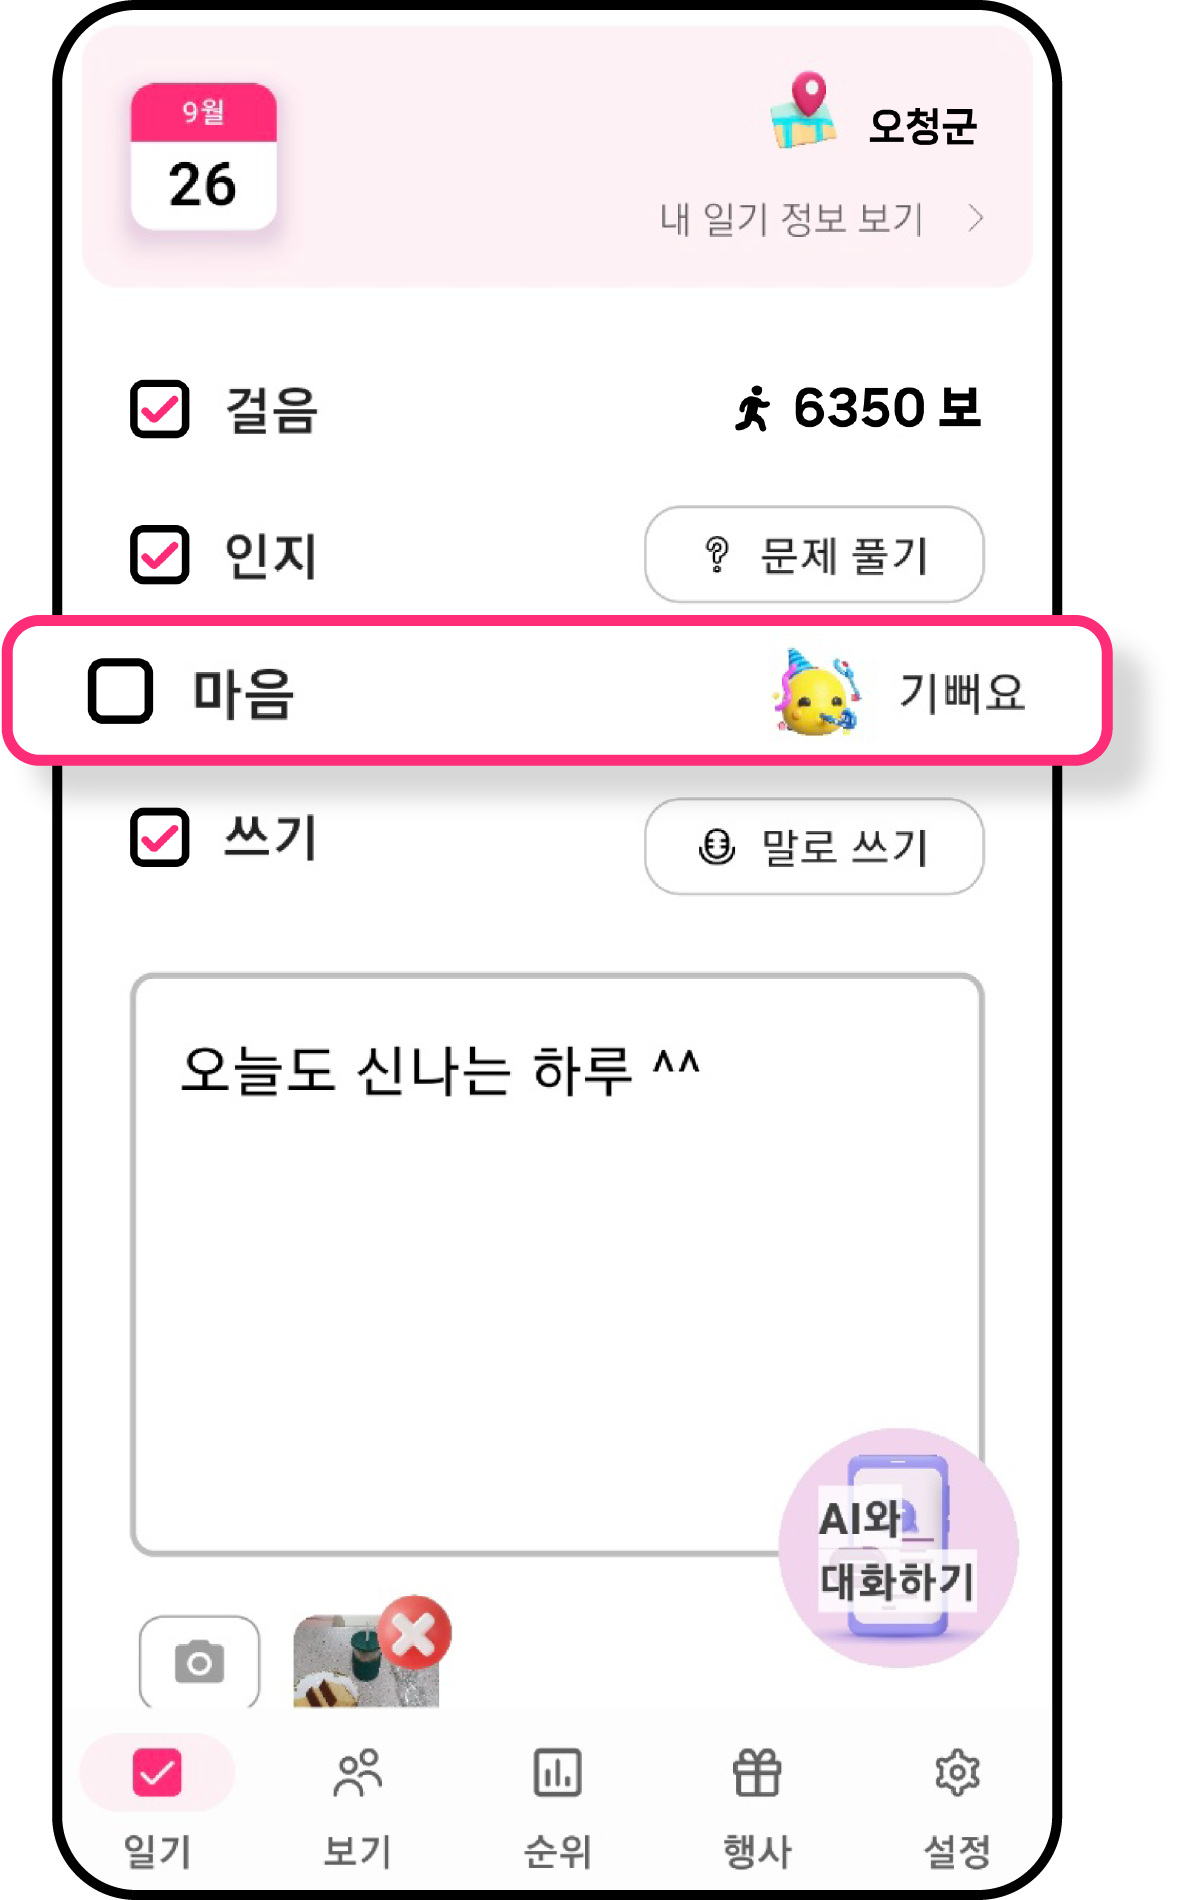 9월
26
오청군
내 일기 정보 보기
걸음
6350 보
인지
문제 풀기
마음
기뻐요
쓰기
말로 쓰기
오늘도 신나는 하루 ^^
AI와
대화하기
일기
보기
순위
행사
설정